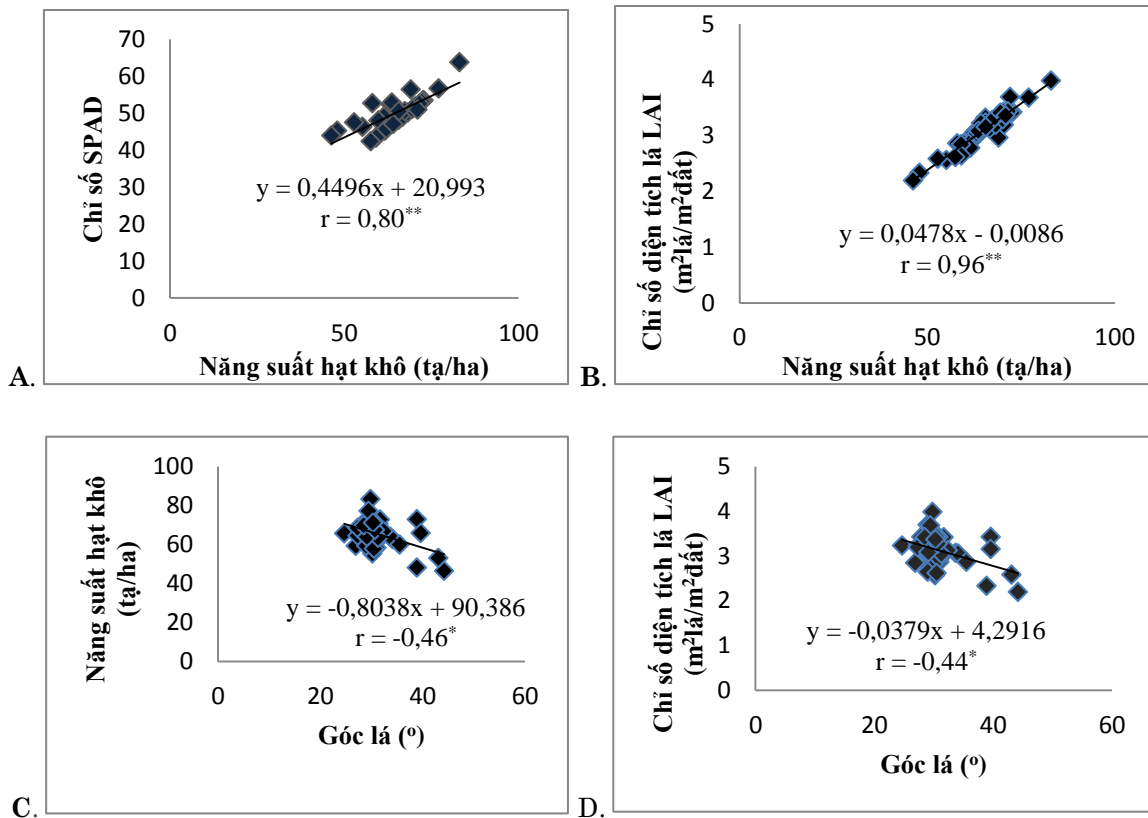 70
60
50
40
30
20
10
0
Chỉ số SPAD
y = 0,4496x + 20,993
r = 0,80**
0 50 100
Năng suất hạt khô (tạ/ha)
A.
5
4
3
2
1
0
Chỉ số diện tích lá LAI
(m²lá/m²đất)
y = 0,0478x - 0,0086
r = 0,96**
0 50 100
Năng suất hạt khô (tạ/ha)
B.
100
80
60
40
20
0
Năng suất hạt khô
(tạ/ha)
y = -0,8038x + 90,386
r = -0,46*
0 20 40 60
Góc lá (º)
C.
5
4
3
2
1
0
Chỉ số diện tích lá LAI
(m²lá/m²đất)
y = -0,0379x + 4,2916
r = -0,44*
0 20 40 60
Góc lá (º)
D.